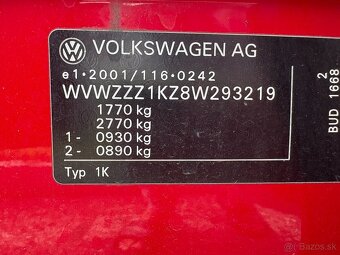 VOLKSWAGEN AG
e1*2001/116*0242
WVWZZZ1KZ8W293219
1770 kg
2770 kg
1- 0930 kg
2- 0890 kg
Typ 1K
2
BUD 1668
Bazos.sk